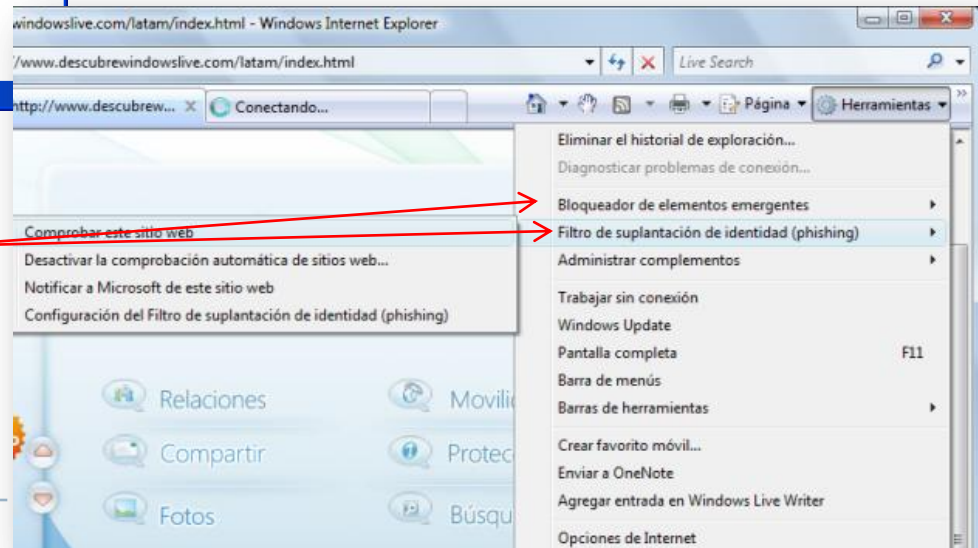 windowslive.com/latam/index.html - Windows Internet Explorer
//www.descubrewindowslive.com/latam/index.html
Live Search
http://www.descubrew...
Conectando...
Página
Herramientas
Eliminar el historial de exploración...
Diagnosticar problemas de conexión...
Bloqueador de elementos emergentes
Filtro de suplantación de identidad (phishing)
Administrar complementos
Trabajar sin conexión
Windows Update
Pantalla completa F11
Barra de menús
Barras de herramientas
Crear favorito móvil...
Enviar a OneNote
Agregar entrada en Windows Live Writer
Opciones de Internet
Comprobar este sitio web
Desactivar la comprobación automática de sitios web...
Notificar a Microsoft de este sitio web
Configuración del Filtro de suplantación de identidad (phishing)
Relaciones
Movili
Compartir
Protec
Fotos
Búsqu